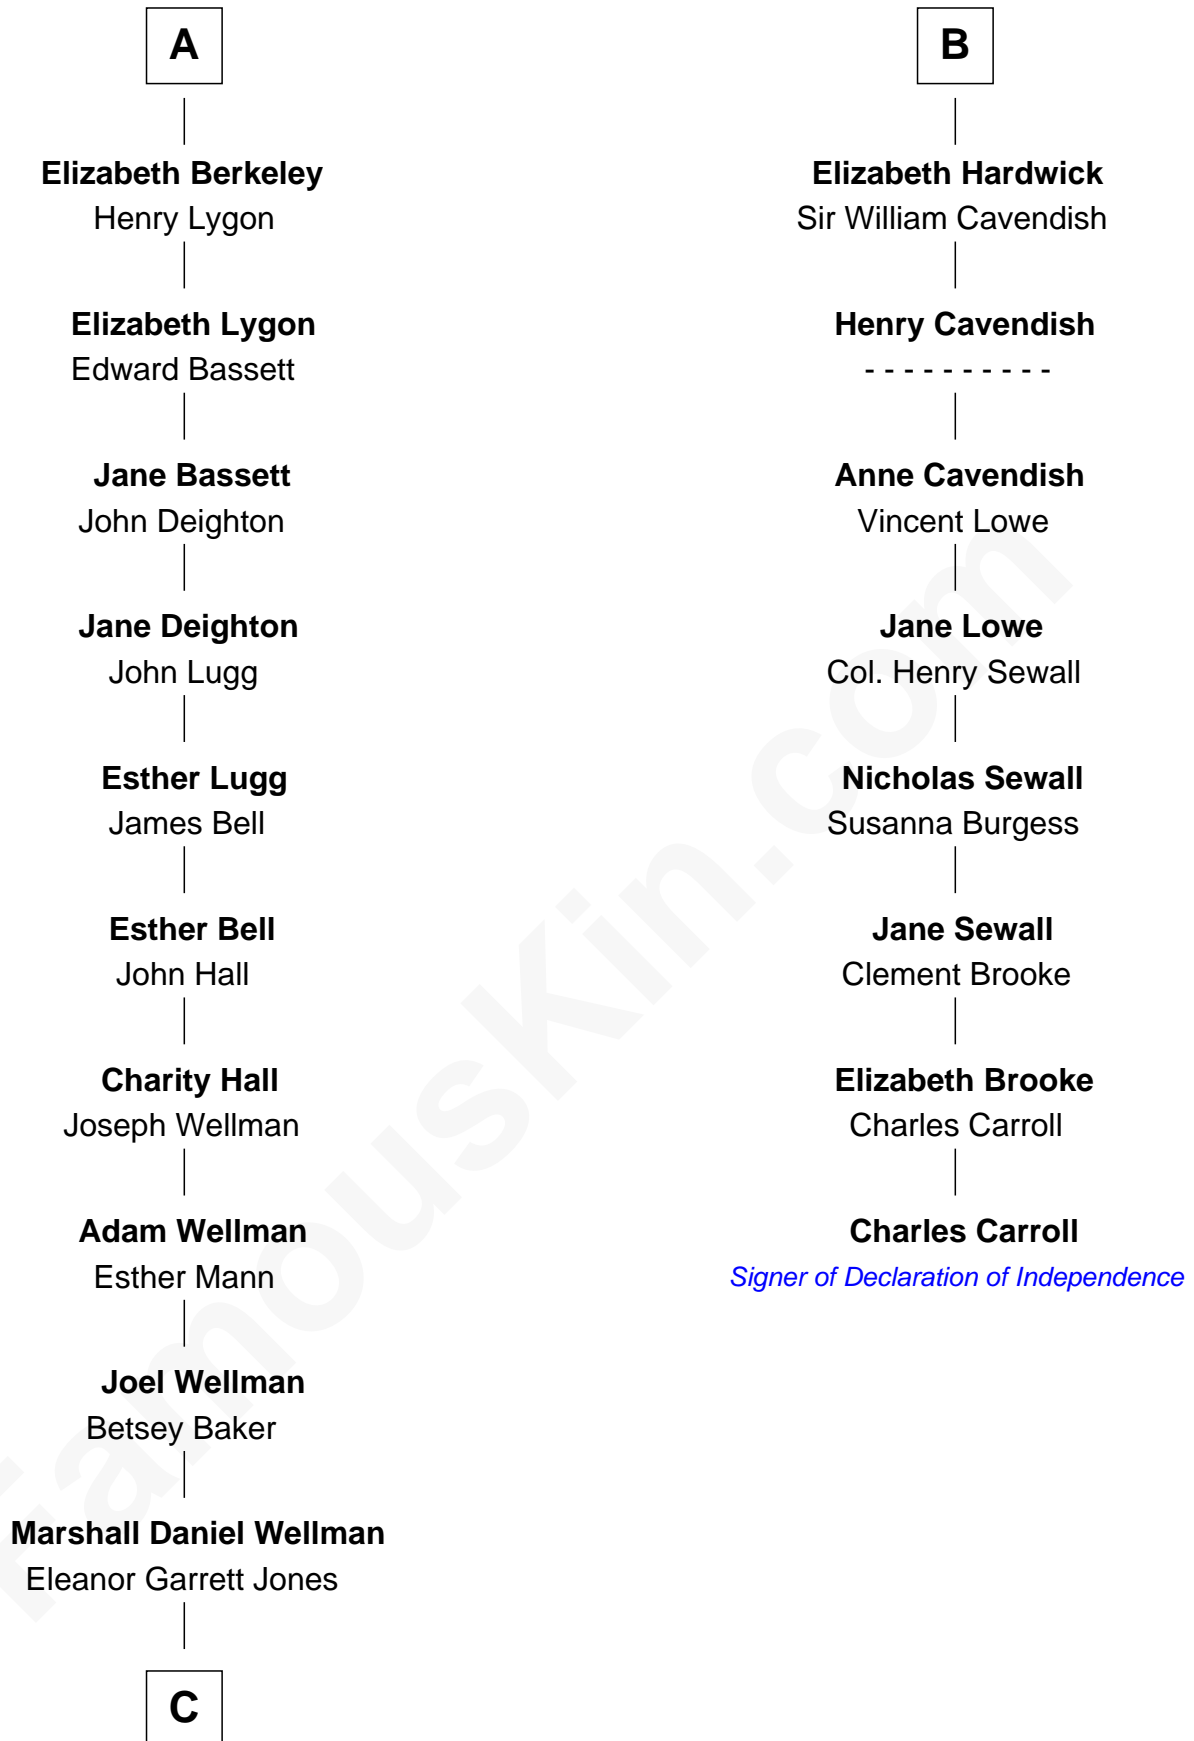 A
Elizabeth Berkeley
Henry Lygon
Elizabeth Lygon
Edward Bassett
Jane Bassett
John Deighton
Jane Deighton
John Lugg
Esther Lugg
James Bell
Esther Bell
John Hall
Charity Hall
Joseph Wellman
Adam Wellman
Esther Mann
Joel Wellman
Betsey Baker
Marshall Daniel Wellman
Eleanor Garrett Jones
C
B
Elizabeth Hardwick
Sir William Cavendish
Henry Cavendish
- - - - - - - - - -
Anne Cavendish
Vincent Lowe
Jane Lowe
Col. Henry Sewall
Nicholas Sewall
Susanna Burgess
Jane Sewall
Clement Brooke
Elizabeth Brooke
Charles Carroll
Charles Carroll
Signer of Declaration of Independence
FamousKin.com